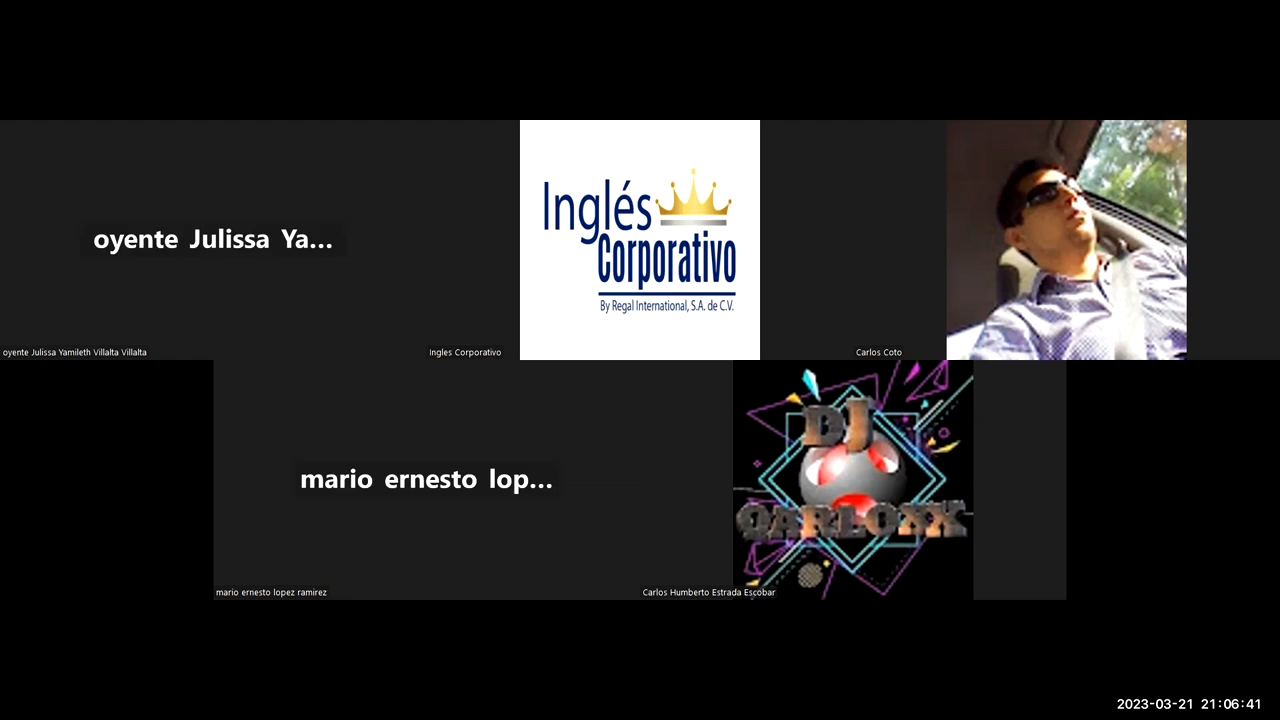 oyente Julissa Ya...
Inglés
Corporativo
By Regal International, S.A. de C.V.
oyente Julissa Yamileth Villalta Villalta
Ingles Corporativo
Carlos Coto
mario ernesto lop...
DJ
QARLOXX
mario ernesto lopez ramirez
Carlos Humberto Estrada Escobar
2023-03-21 21:06:41